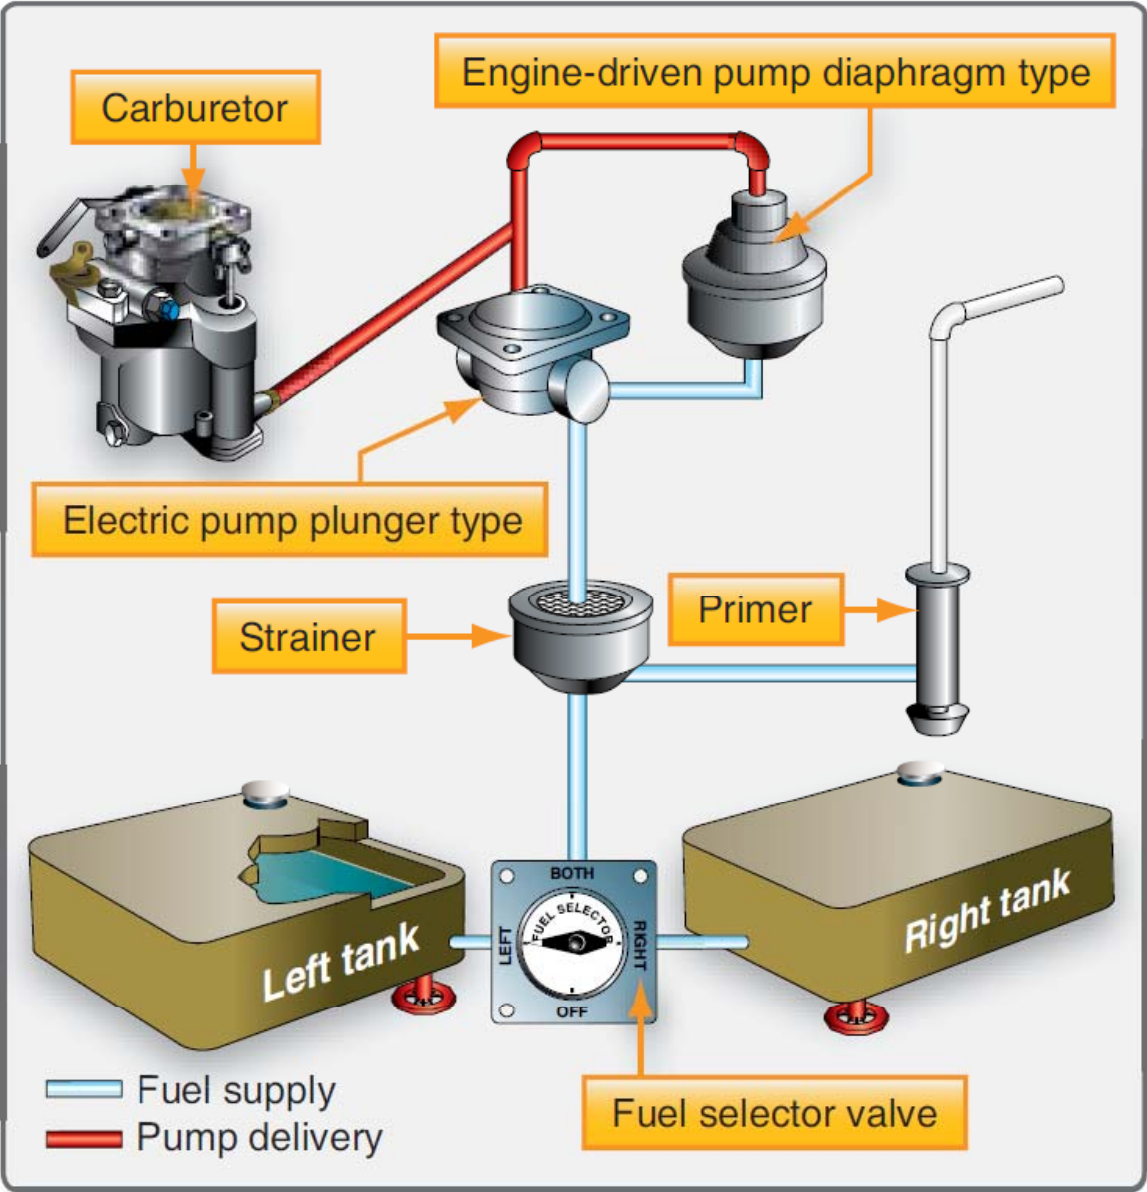 Engine-driven pump diaphragm type
Carburetor
Electric pump plunger type
Strainer
Primer
BOTH
FUEL SELECTOR
LEFT
RIGHT
OFF
Left tank
Right tank
Fuel supply
Pump delivery
Fuel selector valve